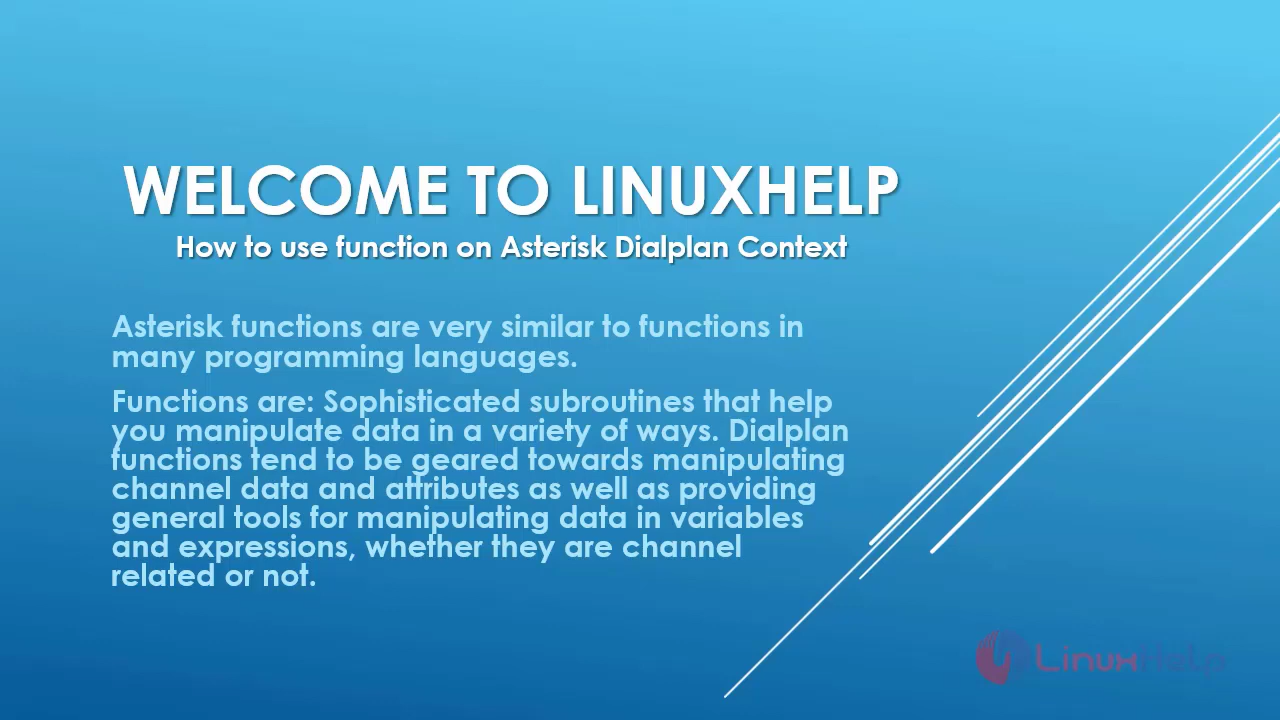 WELCOME TO LINUXHELP
How to use function on Asterisk Dialplan Context
Asterisk functions are very similar to functions in
many programming languages.
Functions are: Sophisticated subroutines that help
you manipulate data in a variety of ways. Dialplan
functions tend to be geared towards manipulating
channel data and attributes as well as providing
general tools for manipulating data in variables
and expressions, whether they are channel
related or not.
LinuxHelp